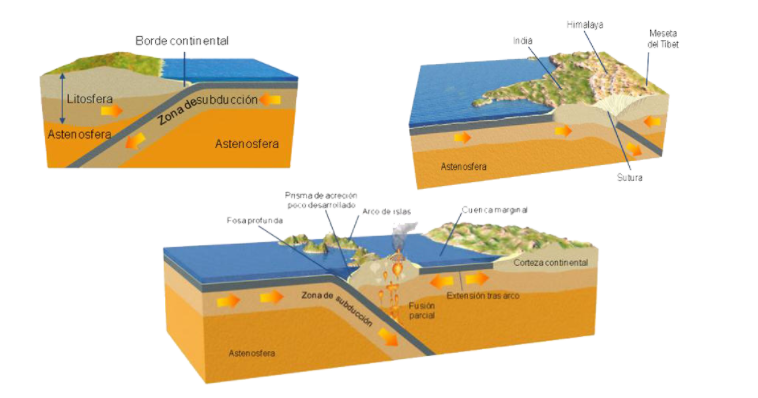 Borde continental
Litosfera
Zona de subducción
Astenosfera
Astenosfera
India
Himalaya
Meseta
del Tíbet
Astenosfera
Sutura
Prisma de acreción
poco desarrollado
Arco de islas
Fosa profunda
Cuenca marginal
Corteza continental
Zona de subducción
Extensión tras arco
Fusión
parcial
Astenosfera